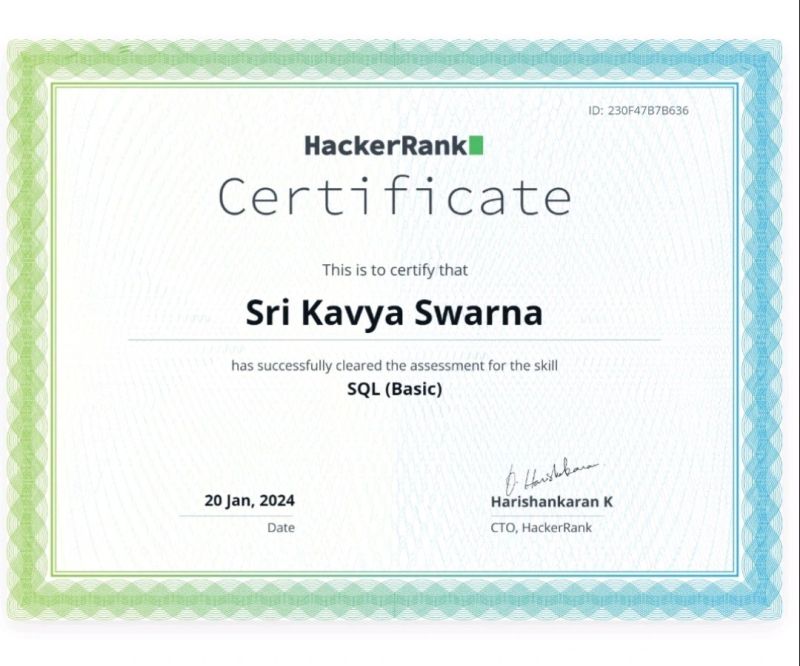 ID: 230F47B7B636
HackerRank
Certificate
This is to certify that
Sri Kavya Swarna
has successfully cleared the assessment for the skill
SQL (Basic)
20 Jan, 2024
Date
Harishankaran K
CTO, HackerRank